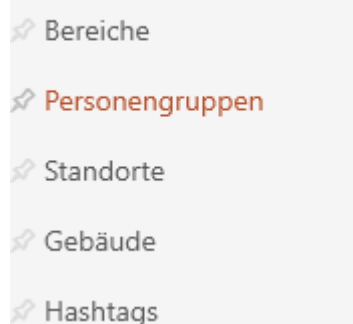 Bereiche
Personengruppen
Standorte
Gebäude
Hashtags